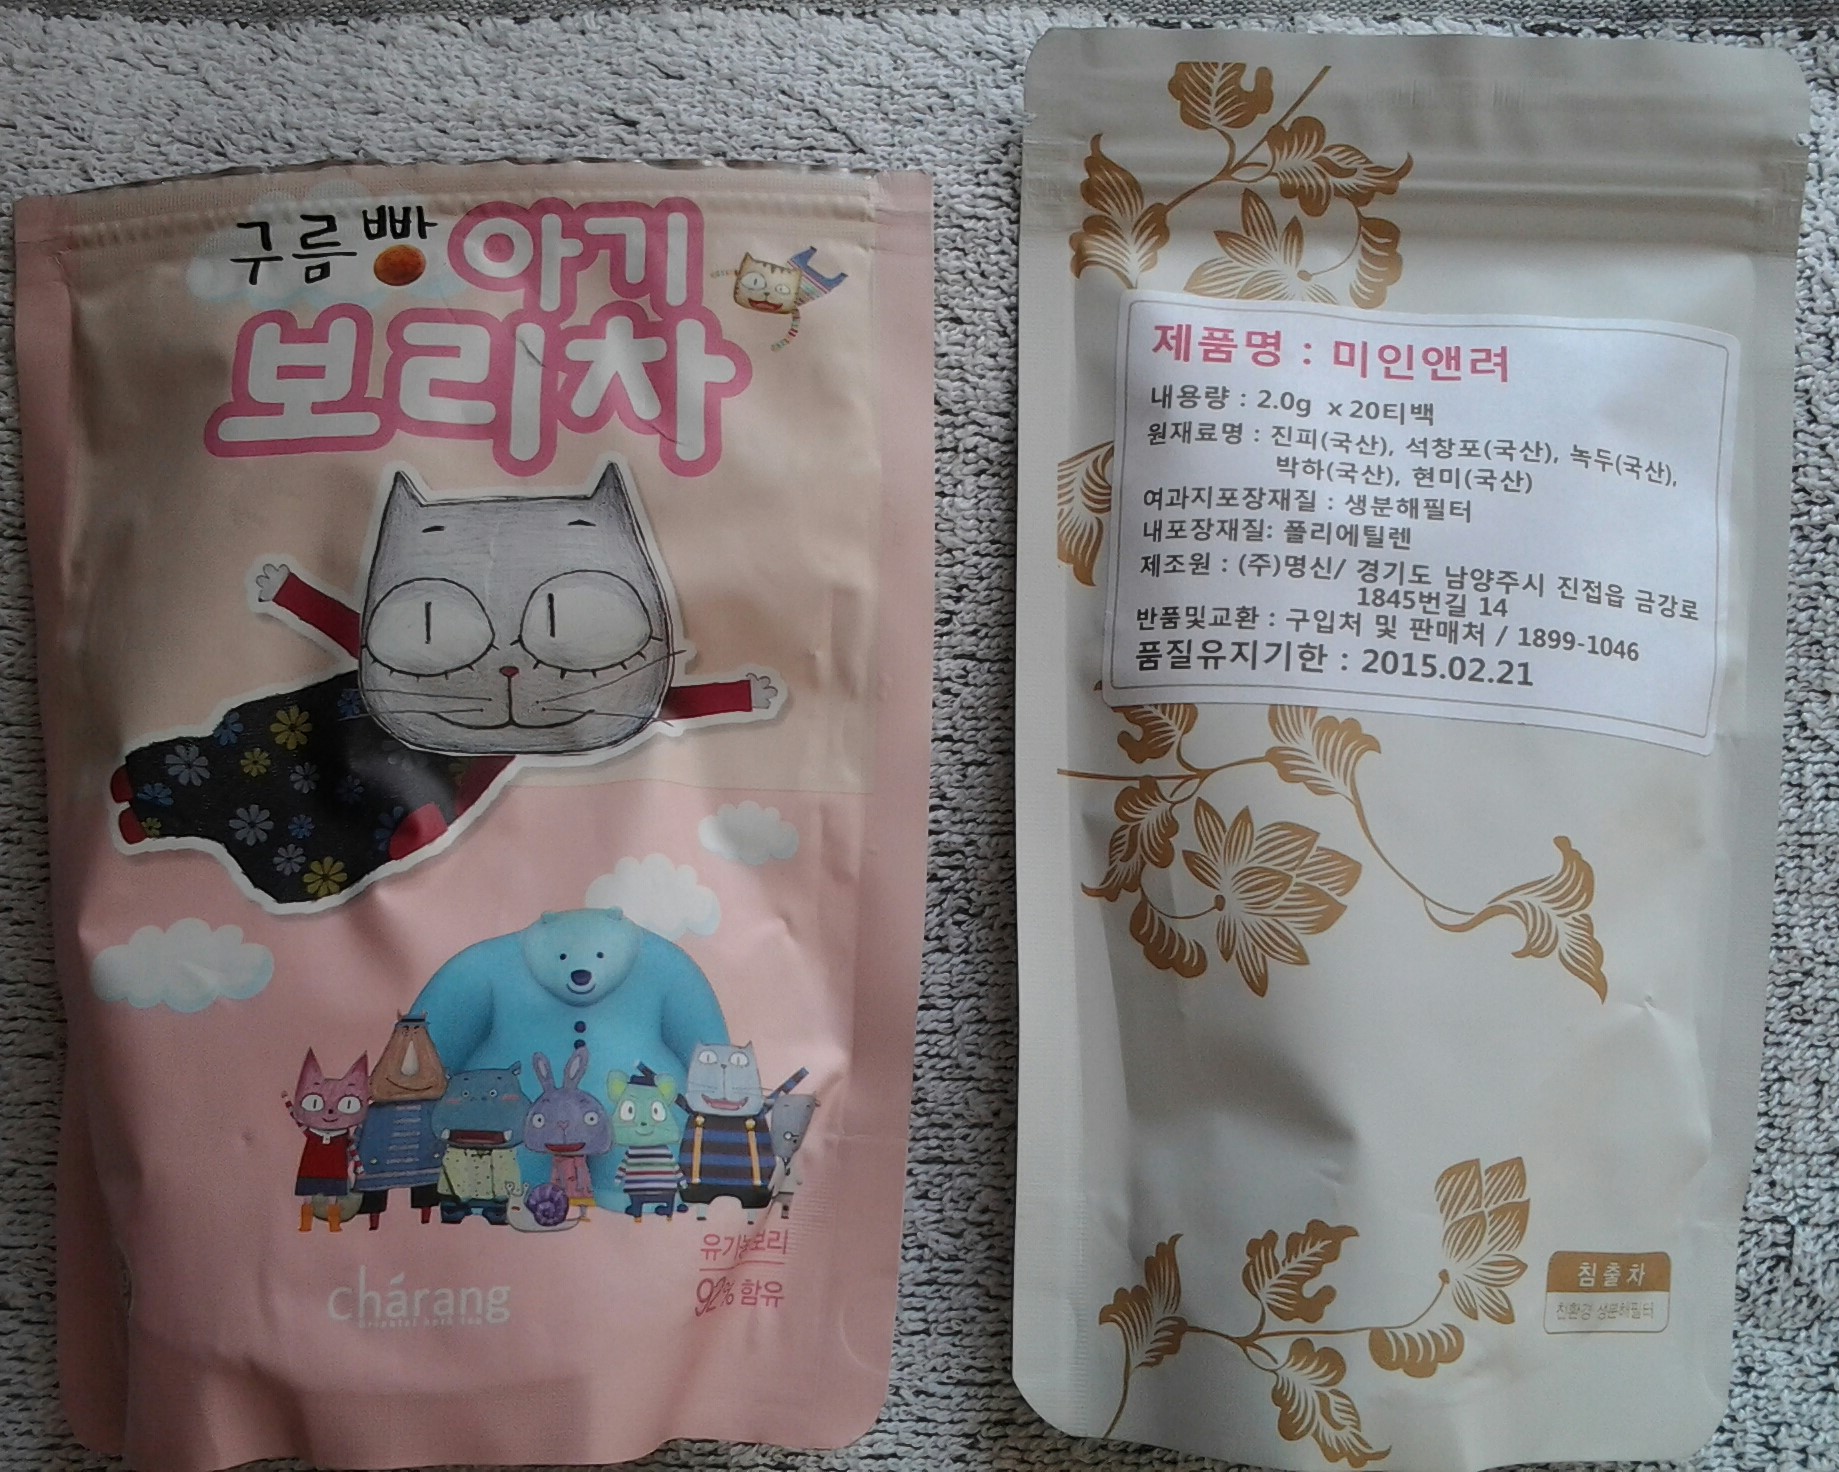 구름빵 아기
보리차
유기농보리
92% 함유
chárang
oriental herb tea
제품명 : 미인앤려
내용량 : 2.0g x 20티백
원재료명 : 진피(국산), 석창포(국산), 녹두(국산),
박하(국산), 현미(국산)
여과지포장재질 : 생분해필터
내포장재질: 폴리에틸렌
제조원 : (주)명신/ 경기도 남양주시 진접읍 금강로
1845번길 14
반품및교환 : 구입처 및 판매처 / 1899-1046
품질유지기한 : 2015.02.21
침출차
친환경 생분해필터